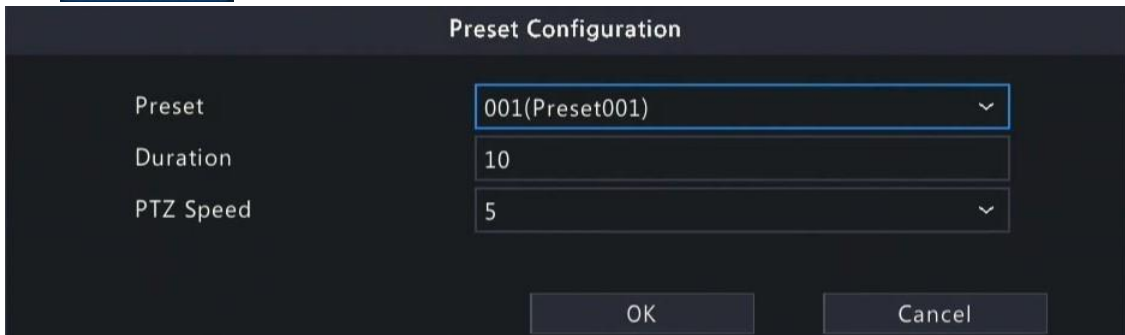 Preset Configuration
Preset 001(Preset001)
Duration 10
PTZ Speed 5
OK Cancel